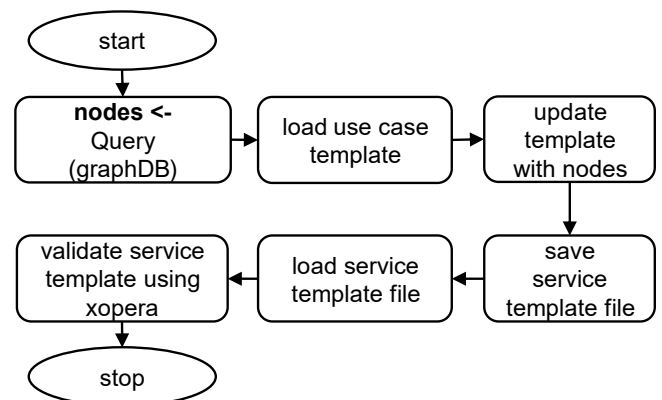 start
nodes <-
Query
(graphDB)
load use case
template
update
template
with nodes
save
service
template file
load service
template file
validate service
template using
xopera
stop